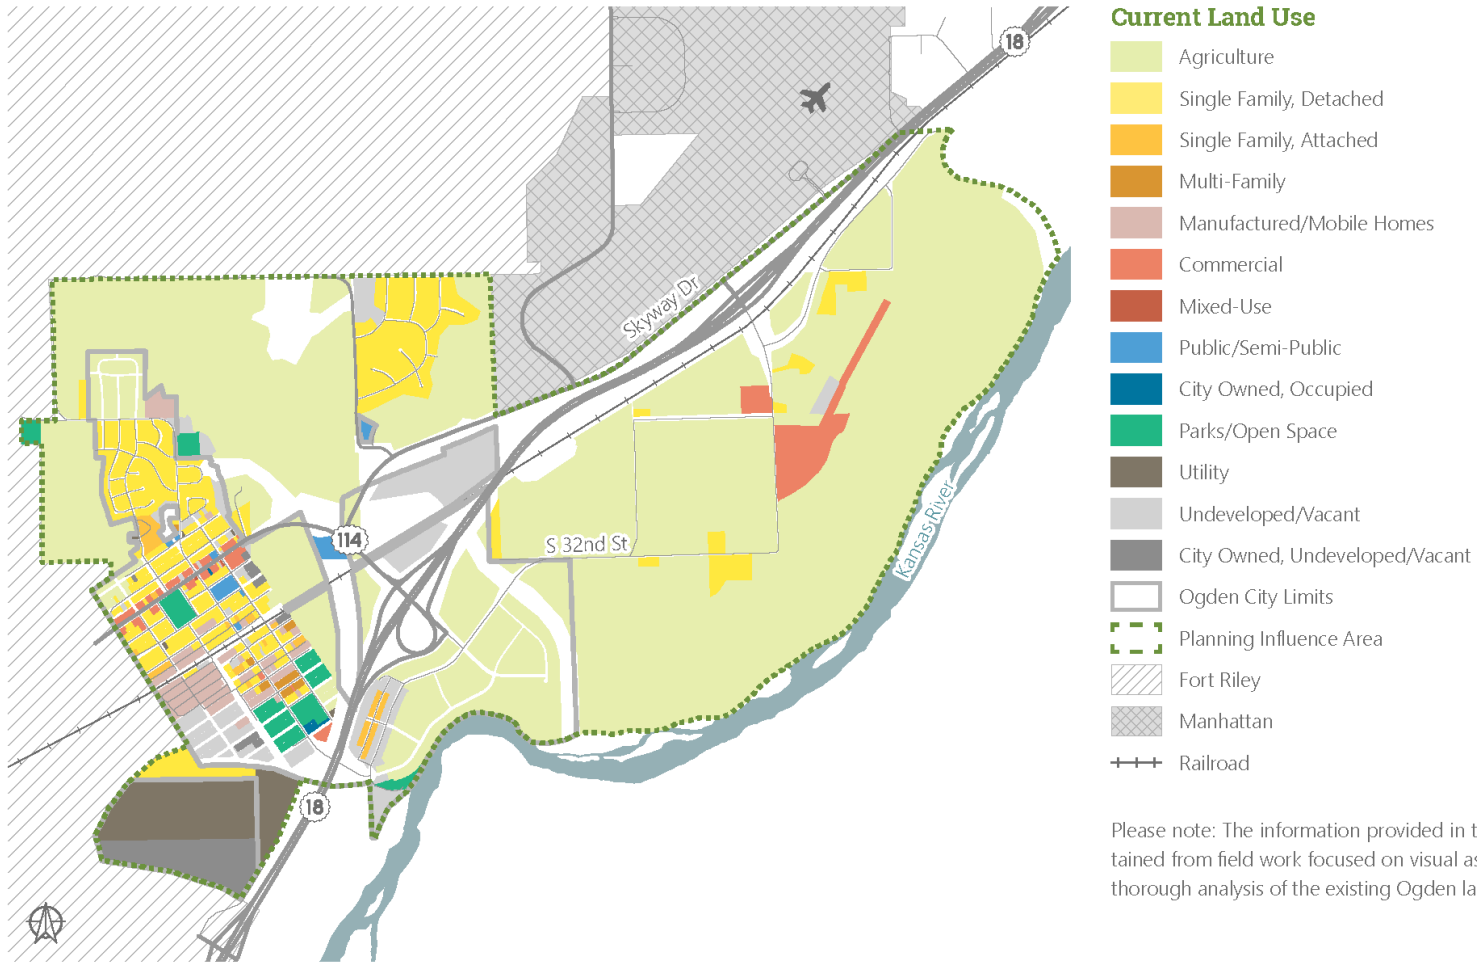 Current Land Use
Agriculture
Single Family, Detached
Single Family, Attached
Multi-Family
Manufactured/Mobile Homes
Commercial
Mixed-Use
Public/Semi-Public
City Owned, Occupied
Parks/Open Space
Utility
Undeveloped/Vacant
City Owned, Undeveloped/Vacant
Ogden City Limits
Planning Influence Area
Fort Riley
Manhattan
Railroad
Please note: The information provided in t
tained from field work focused on visual as
thorough analysis of the existing Ogden la
18
Skyway Dr
114
S 32nd St
Kansas River
18